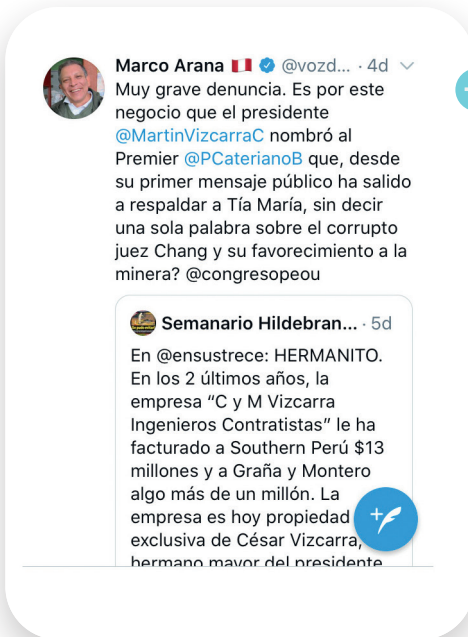 Marco Arana 🇵🇪 @vozd... · 4d
Muy grave denuncia. Es por este
negocio que el presidente
@MartinVizcarraC nombró al
Premier @PCaterianoB que, desde
su primer mensaje público ha salido
a respaldar a Tía María, sin decir
una sola palabra sobre el corrupto
juez Chang y su favorecimiento a la
minera? @congresopeou
Semanario Hildebran... · 5d
En @ensustrece: HERMANITO.
En los 2 últimos años, la
empresa “C y M Vizcarra
Ingenieros Contratistas” le ha
facturado a Southern Perú $13
millones y a Graña y Montero
algo más de un millón. La
empresa es hoy propiedad
exclusiva de César Vizcarra,
hermano mayor del presidente